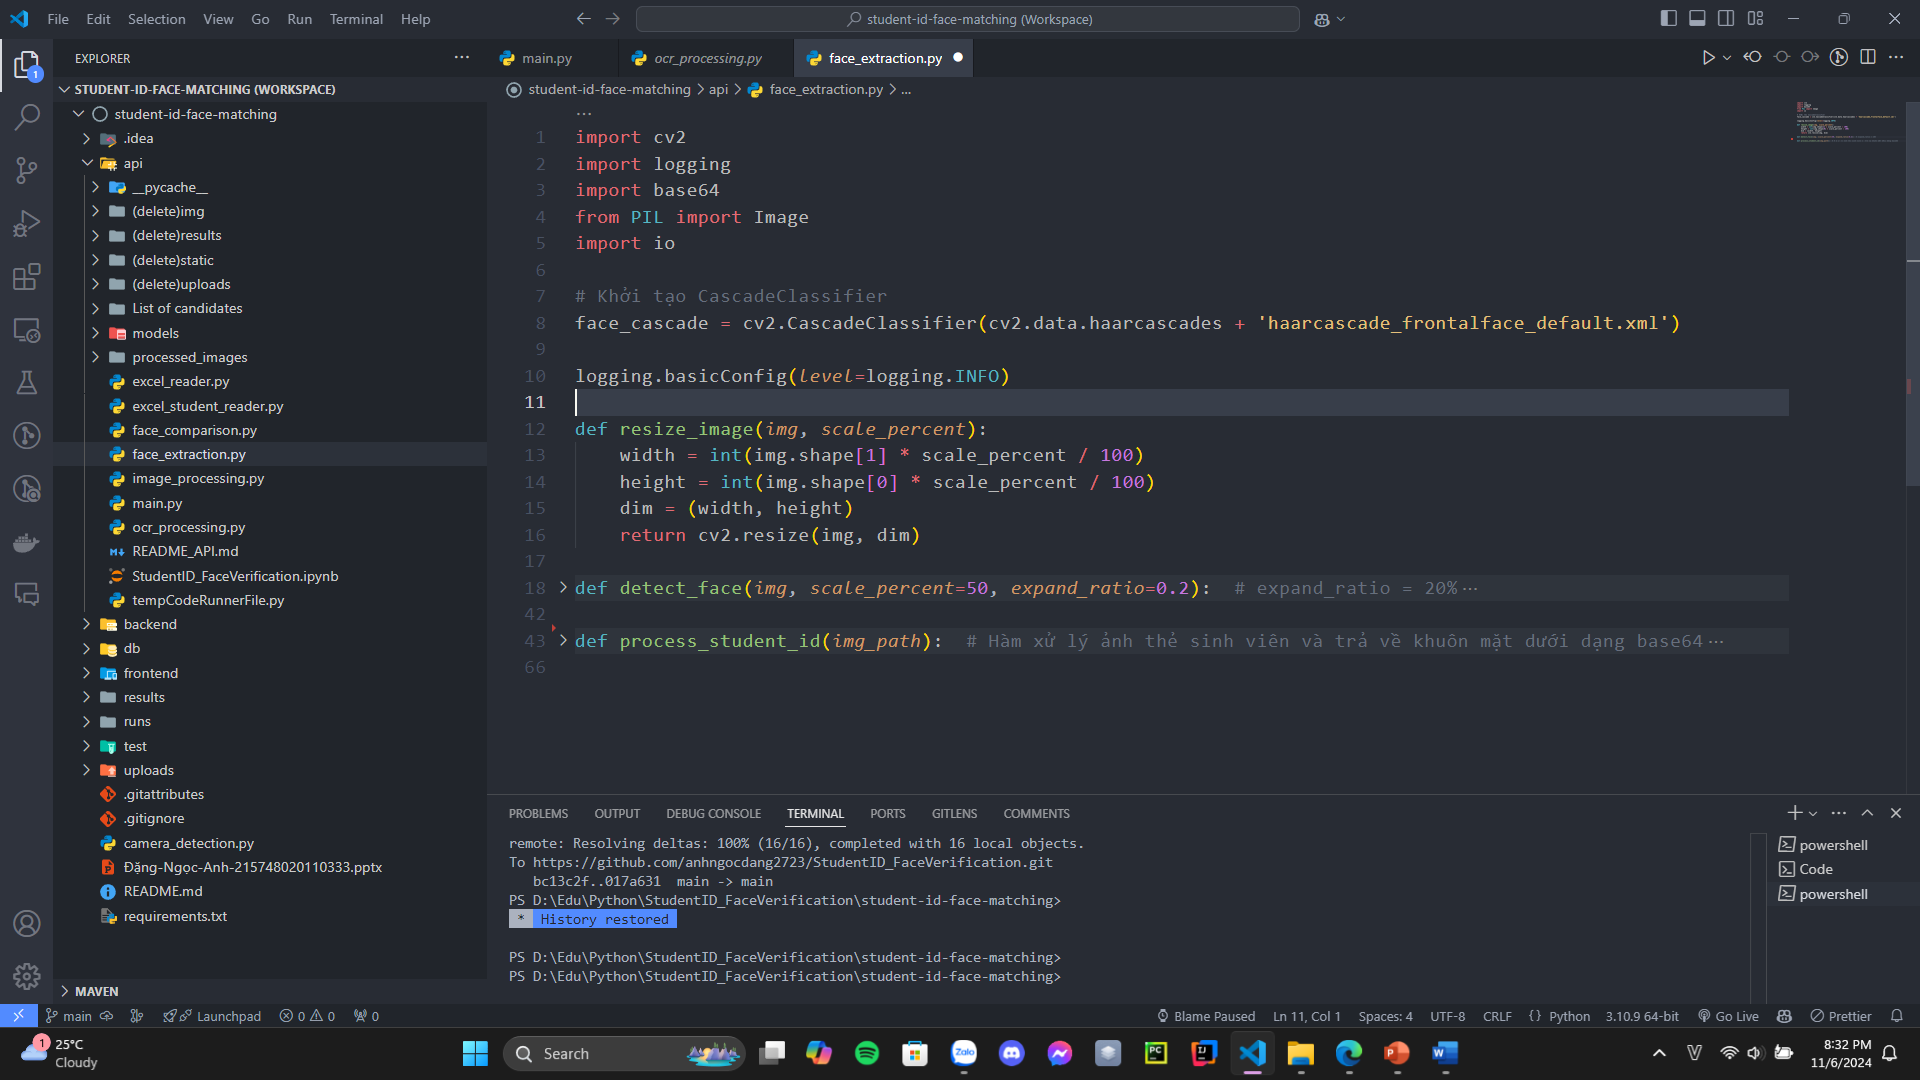 File Edit Selection View Go Run Terminal Help
student-id-face-matching (Workspace)
EXPLORER
STUDENT-ID-FACE-MATCHING (WORKSPACE)
student-id-face-matching
.idea
api
__pycache__
(delete)img
(delete)results
(delete)static
(delete)uploads
List of candidates
models
processed_images
excel_reader.py
excel_student_reader.py
face_comparison.py
face_extraction.py
image_processing.py
main.py
ocr_processing.py
README_API.md
StudentID_FaceVerification.ipynb
tempCodeRunnerFile.py
backend
db
frontend
results
runs
test
uploads
.gitattributes
.gitignore
camera_detection.py
Đặng-Ngọc-Anh-215748020110333.pptx
README.md
requirements.txt
MAVEN
main.py ocr_processing.py face_extraction.py
student-id-face-matching > api > face_extraction.py > ...
1 import cv2
2 import logging
3 import base64
4 from PIL import Image
5 import io
6
7 # Khởi tạo CascadeClassifier
8 face_cascade = cv2.CascadeClassifier(cv2.data.haarcascades + 'haarcascade_frontalface_default.xml')
9
10 logging.basicConfig(level=logging.INFO)
11
12 def resize_image(img, scale_percent):
13 width = int(img.shape[1] * scale_percent / 100)
14 height = int(img.shape[0] * scale_percent / 100)
15 dim = (width, height)
16 return cv2.resize(img, dim)
17
18 def detect_face(img, scale_percent=50, expand_ratio=0.2): # expand_ratio = 20%···
42
43 def process_student_id(img_path): # Hàm xử lý ảnh thẻ sinh viên và trả về khuôn mặt dưới dạng base64···
66
PROBLEMS OUTPUT DEBUG CONSOLE TERMINAL PORTS GITLENS COMMENTS
remote: Resolving deltas: 100% (16/16), completed with 16 local objects.
To https://github.com/anhngocdang2723/StudentID_FaceVerification.git
bc13c2f..017a631 main -> main
PS D:\Edu\Python\StudentID_FaceVerification\student-id-face-matching>
* History restored
PS D:\Edu\Python\StudentID_FaceVerification\student-id-face-matching>
PS D:\Edu\Python\StudentID_FaceVerification\student-id-face-matching>
powershell
Code
powershell
main Launchpad 0 0 0 Blame Paused Ln 11, Col 1 Spaces: 4 UTF-8 CRLF {} Python 3.10.9 64-bit Go Live Prettier
1
25°C
Cloudy
Search
Zalo
8:32 PM
11/6/2024